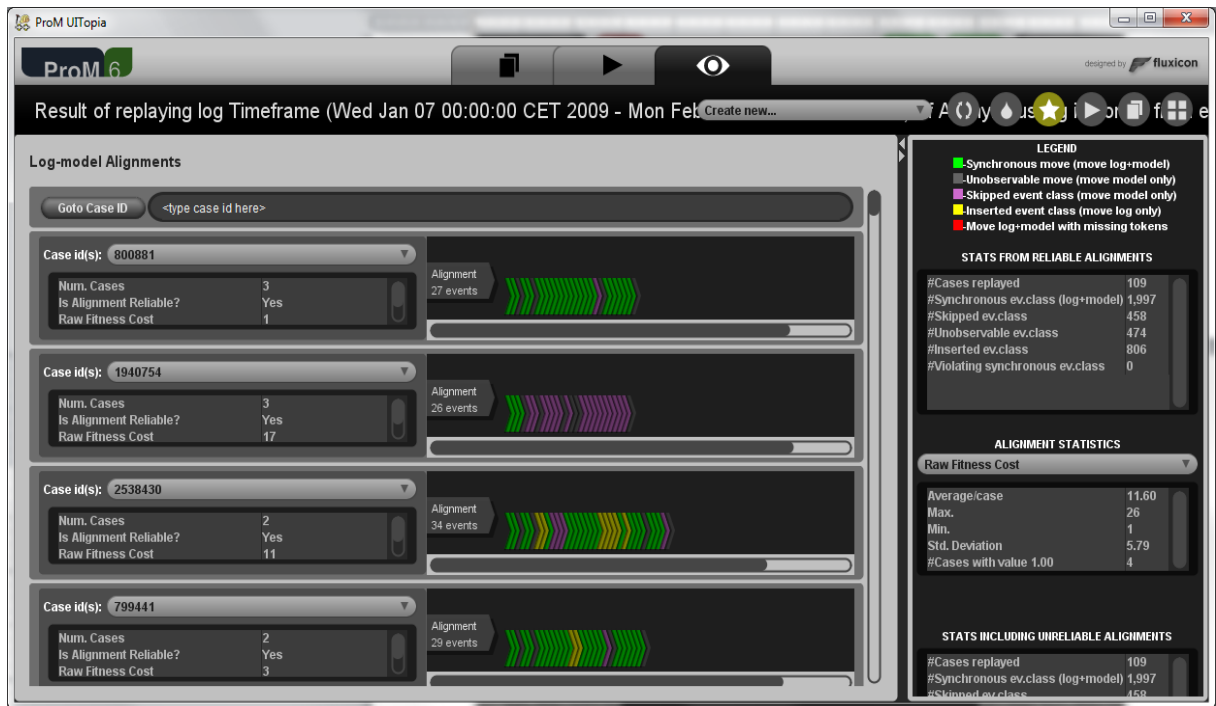 ProM UITopia
ProM 6
designed by fluxicon
Result of replaying log Timeframe (Wed Jan 07 00:00:00 CET 2009 - Mon Feb
Create new...
Log-model Alignments
Goto Case ID <type case id here>
Case id(s): 800881
Num. Cases 3
Is Alignment Reliable? Yes
Raw Fitness Cost 1
Alignment
27 events
Case id(s): 1940754
Num. Cases 3
Is Alignment Reliable? Yes
Raw Fitness Cost 17
Alignment
26 events
Case id(s): 2538430
Num. Cases 2
Is Alignment Reliable? Yes
Raw Fitness Cost 11
Alignment
34 events
Case id(s): 799441
Num. Cases 2
Is Alignment Reliable? Yes
Raw Fitness Cost 3
Alignment
29 events
LEGEND
-Synchronous move (move log+model)
-Unobservable move (move model only)
-Skipped event class (move model only)
-Inserted event class (move log only)
-Move log+model with missing tokens
STATS FROM RELIABLE ALIGNMENTS
#Cases replayed 109
#Synchronous ev.class (log+model) 1,997
#Skipped ev.class 458
#Unobservable ev.class 474
#Inserted ev.class 806
#Violating synchronous ev.class 0
ALIGNMENT STATISTICS
Raw Fitness Cost
Average/case 11.60
Max. 26
Min. 1
Std. Deviation 5.79
#Cases with value 1.00 4
STATS INCLUDING UNRELIABLE ALIGNMENTS
#Cases replayed 109
#Synchronous ev.class (log+model) 1,997
#Skipped ev.class 458